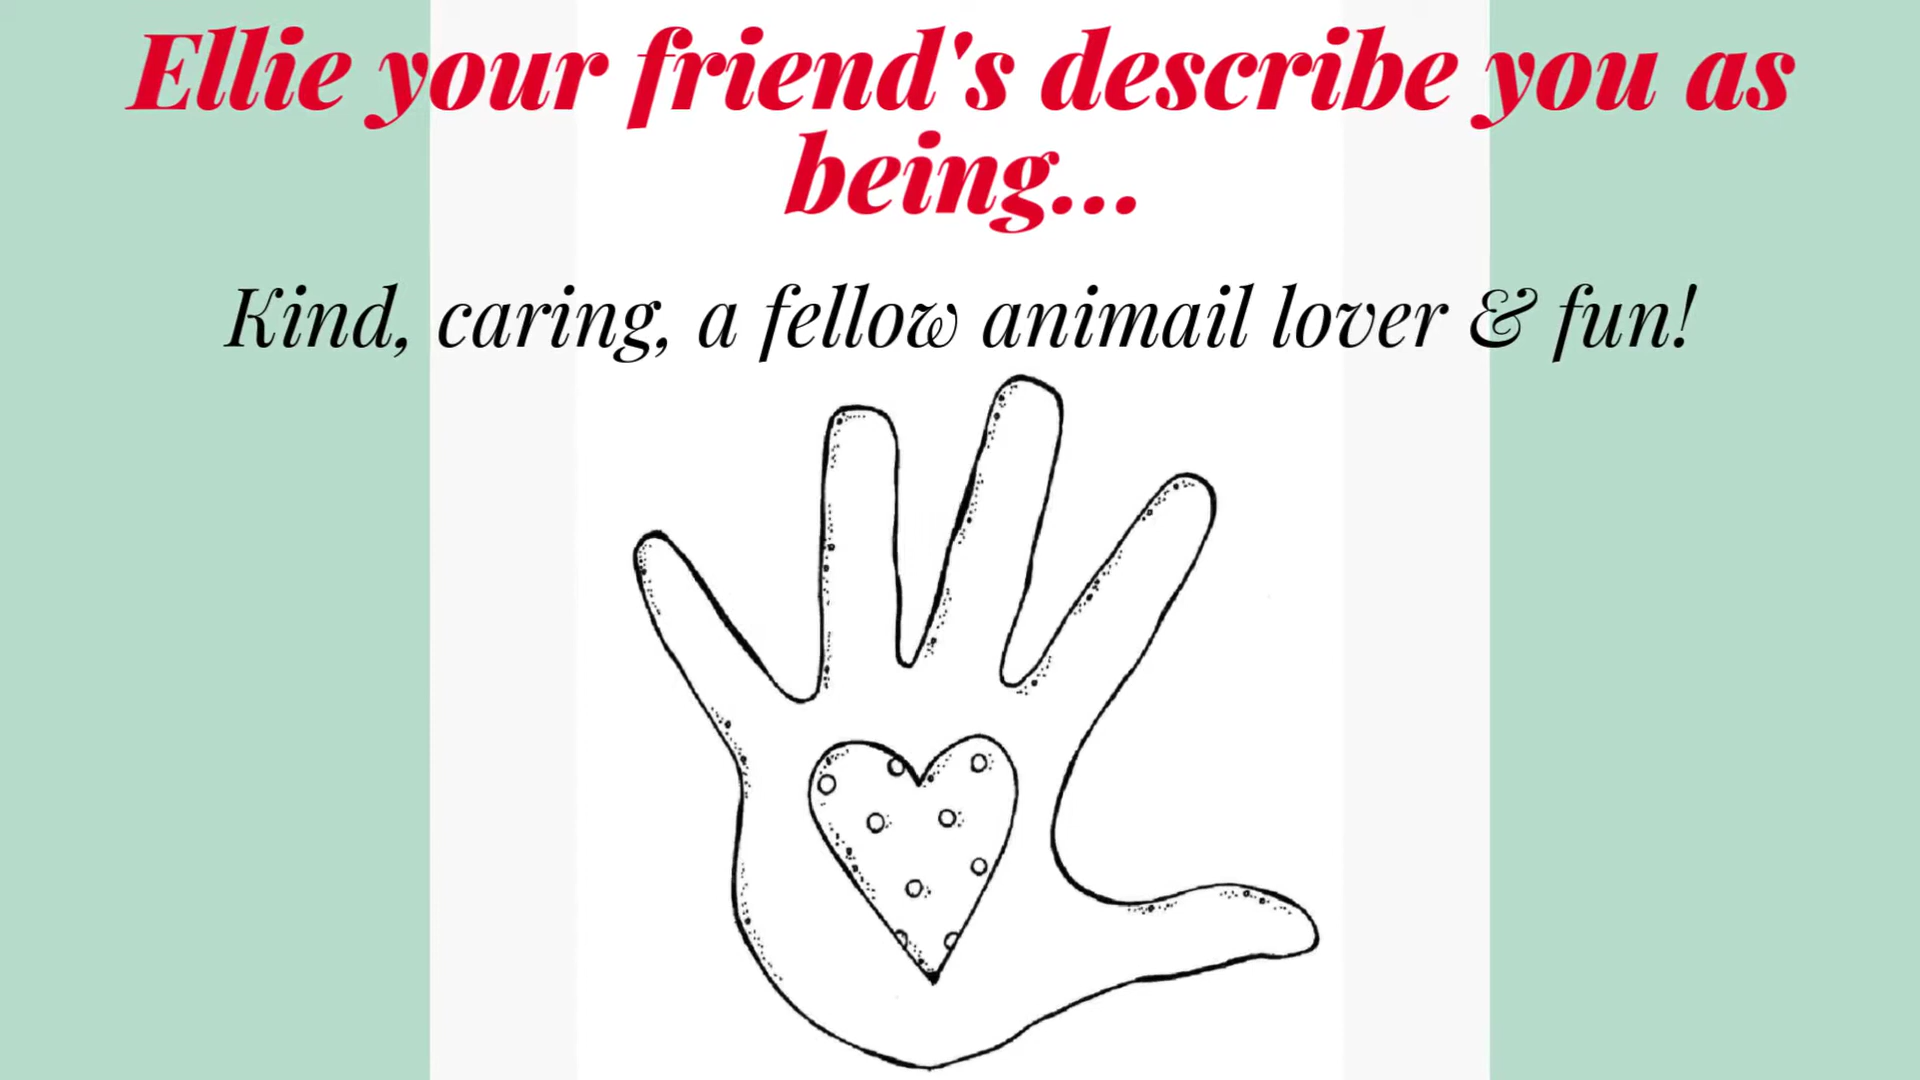 Ellie your friend's describe you as
being...
Kind, caring, a fellow animail lover & fun!